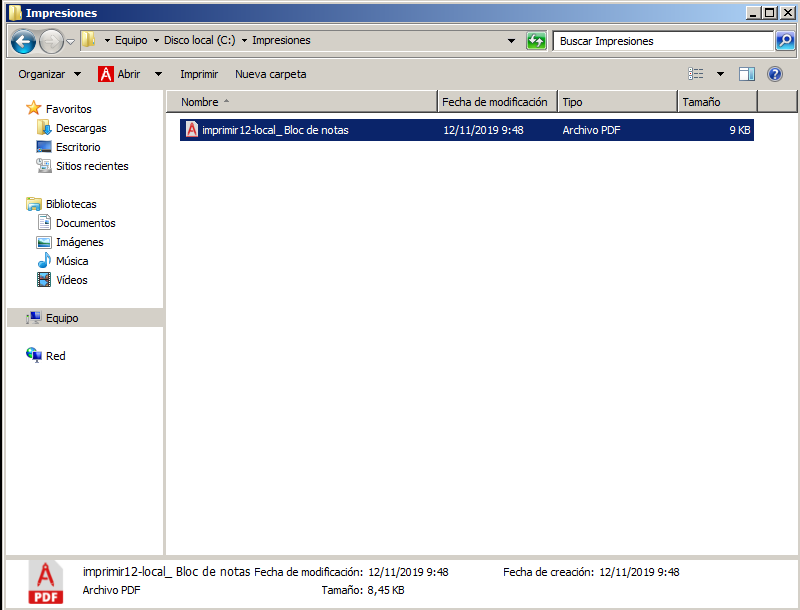 Impresiones
Equipo Disco local (C:) Impresiones Buscar Impresiones
Organizar Abrir Imprimir Nueva carpeta
Nombre Fecha de modificación Tipo Tamaño
Favoritos
Descargas
Escritorio
Sitios recientes
Bibliotecas
Documentos
Imágenes
Música
Vídeos
Equipo
Red
imprimir12-local_ Bloc de notas 12/11/2019 9:48 Archivo PDF 9 KB
imprimir12-local_ Bloc de notas Fecha de modificación: 12/11/2019 9:48 Fecha de creación: 12/11/2019 9:48
Archivo PDF Tamaño: 8,45 KB
PDF